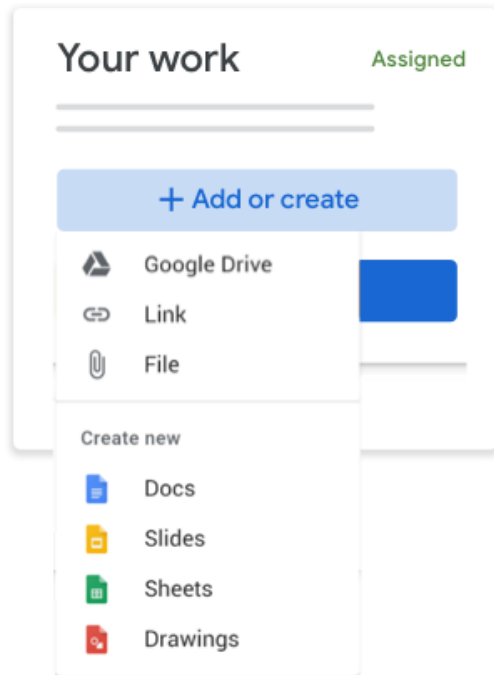 Your work
Assigned
+ Add or create
Google Drive
Link
File
Create new
Docs
Slides
Sheets
Drawings